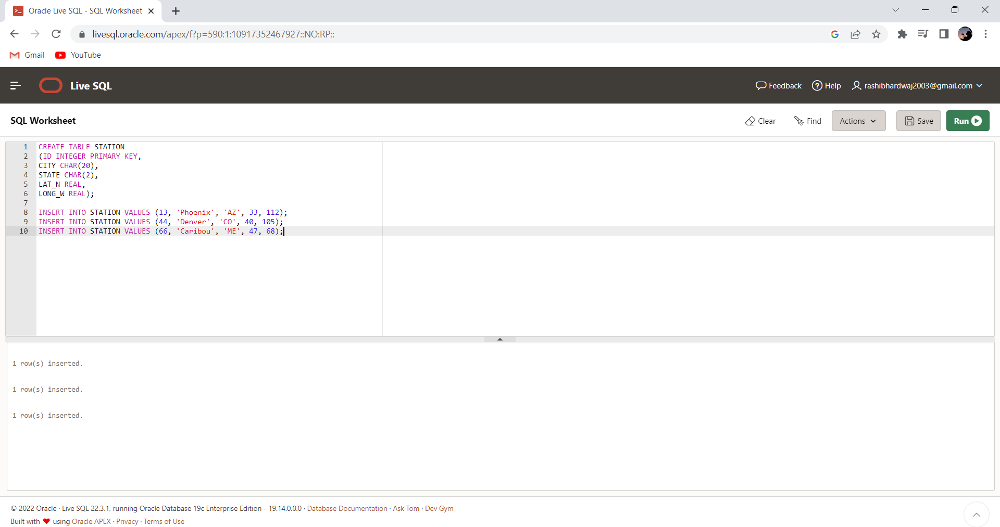 Oracle Live SQL - SQL Worksheet
livesql.oracle.com/apex/f?p=590:1:10917352467927::NO:RP::
Gmail YouTube
Live SQL Feedback Help rashibhardwaj2003@gmail.com
SQL Worksheet Clear Find Actions Save Run
1 CREATE TABLE STATION
2 (ID INTEGER PRIMARY KEY,
3 CITY CHAR(20),
4 STATE CHAR(2),
5 LAT_N REAL,
6 LONG_W REAL);
7
8 INSERT INTO STATION VALUES (13, 'Phoenix', 'AZ', 33, 112);
9 INSERT INTO STATION VALUES (44, 'Denver', 'CO', 40, 105);
10 INSERT INTO STATION VALUES (66, 'Caribou', 'ME', 47, 68);
1 row(s) inserted.
1 row(s) inserted.
1 row(s) inserted.
© 2022 Oracle · Live SQL 22.3.1, running Oracle Database 19c Enterprise Edition - 19.14.0.0.0 · Database Documentation · Ask Tom · Dev Gym
Built with ♥ using Oracle APEX · Privacy · Terms of Use